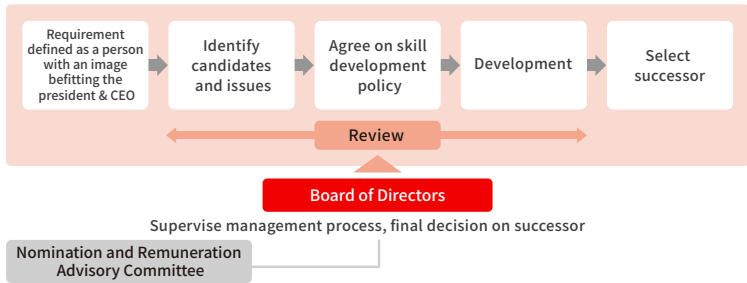 Requirement
defined as a person
with an image
befitting the
president & CEO
Identify
candidates
and issues
Agree on skill
development
policy
Development
Select
successor
Review
Board of Directors
Supervise management process, final decision on successor
Nomination and Remuneration
Advisory Committee